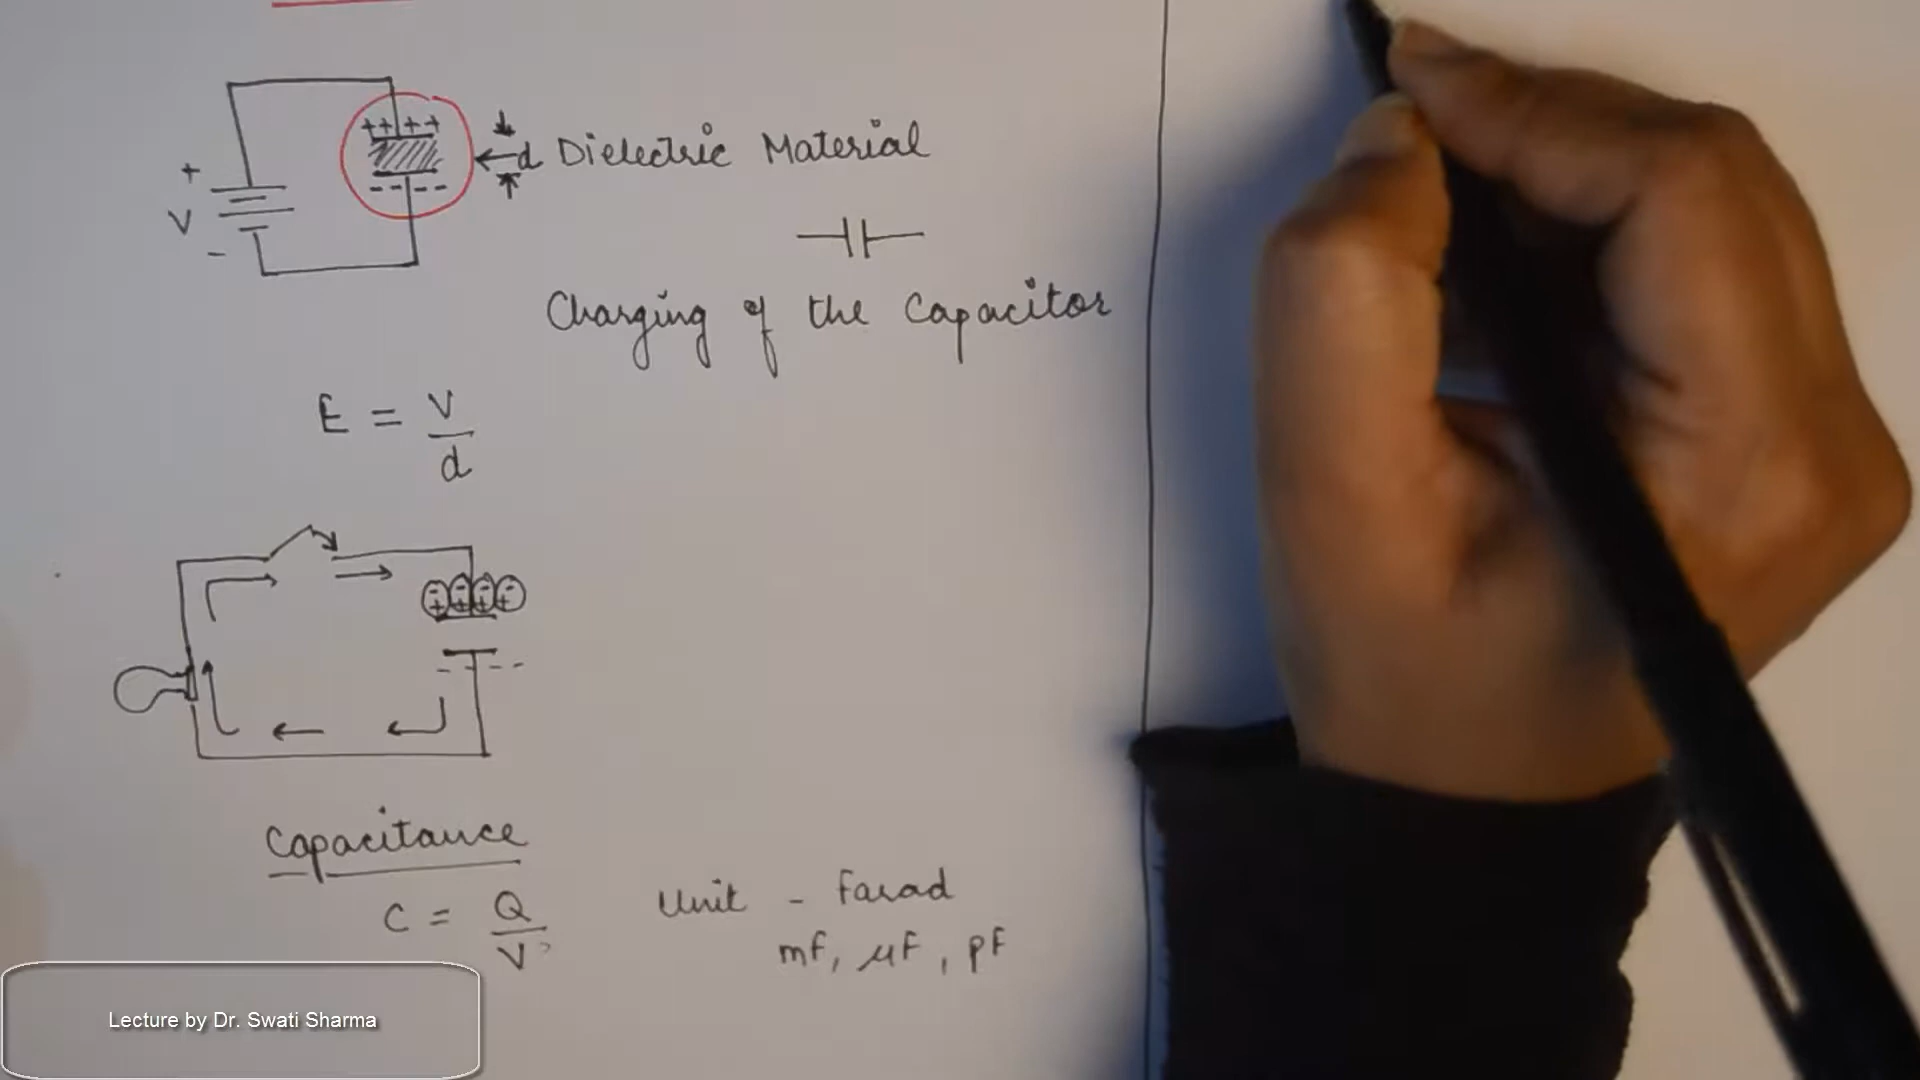 ++++
+
V
-
d Dielectric Material
----
Charging of the Capacitor
E = V
d
- - - -
+ + + +
- - - -
Capacitance
C = Q
V
Unit - Farad
mF, μF, pF
Lecture by Dr. Swati Sharma